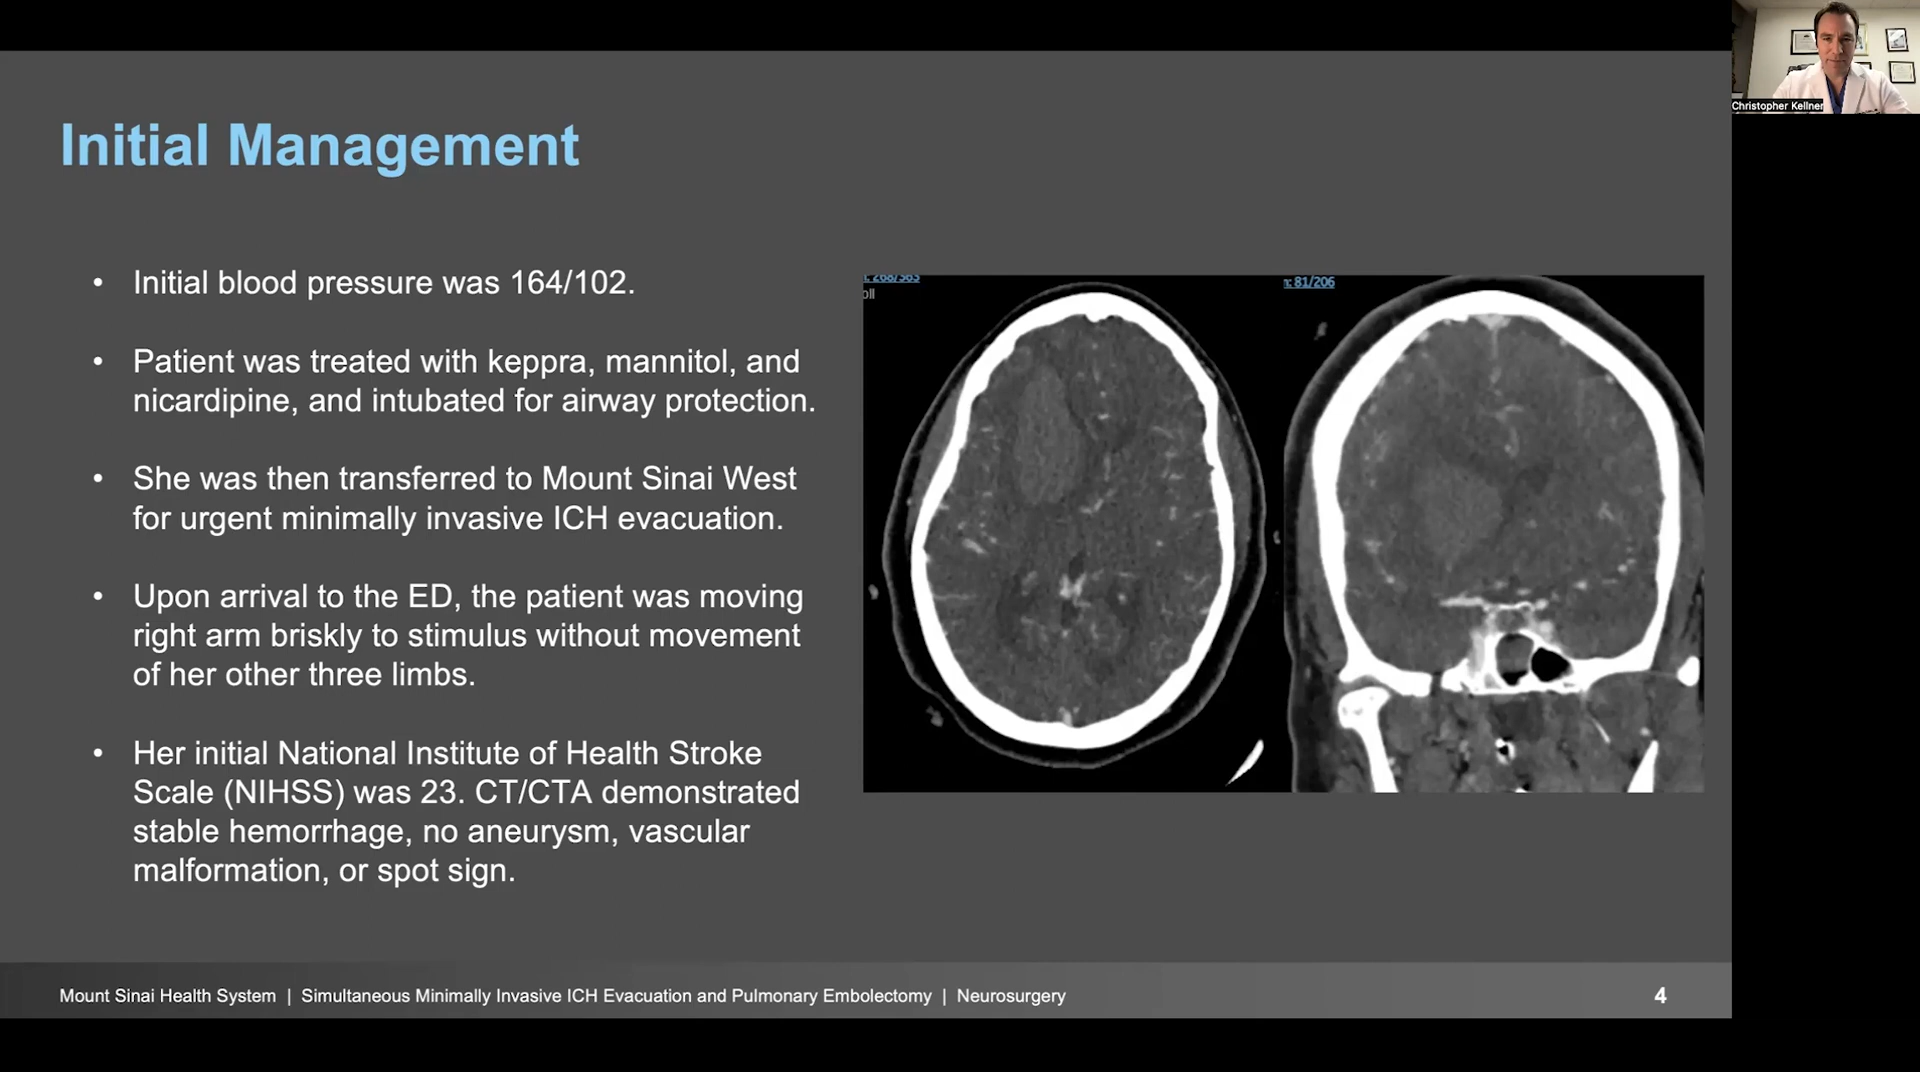 Christopher Kellner
Initial Management
• Initial blood pressure was 164/102.
• Patient was treated with keppra, mannitol, and
nicardipine, and intubated for airway protection.
• She was then transferred to Mount Sinai West
for urgent minimally invasive ICH evacuation.
• Upon arrival to the ED, the patient was moving
right arm briskly to stimulus without movement
of her other three limbs.
• Her initial National Institute of Health Stroke
Scale (NIHSS) was 23. CT/CTA demonstrated
stable hemorrhage, no aneurysm, vascular
malformation, or spot sign.
: 268/363
oll
n: 81/206
Mount Sinai Health System | Simultaneous Minimally Invasive ICH Evacuation and Pulmonary Embolectomy | Neurosurgery
4